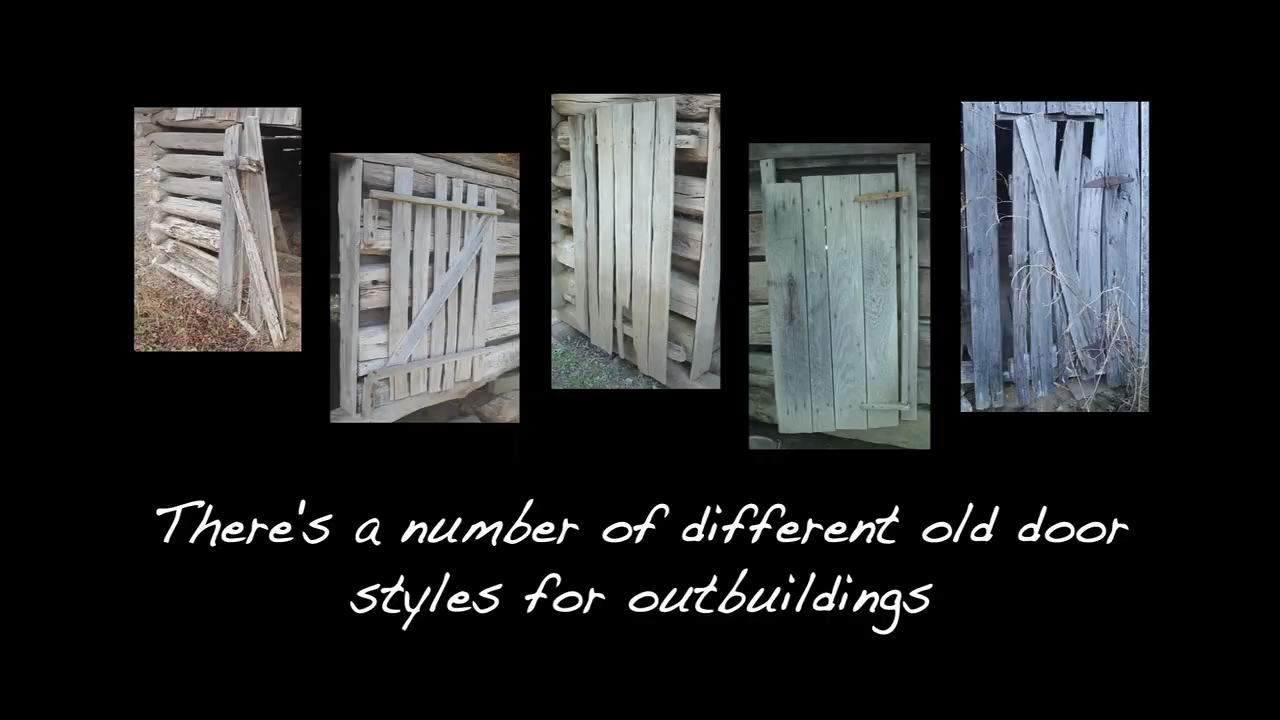 There's a number of different old door
styles for outbuildings